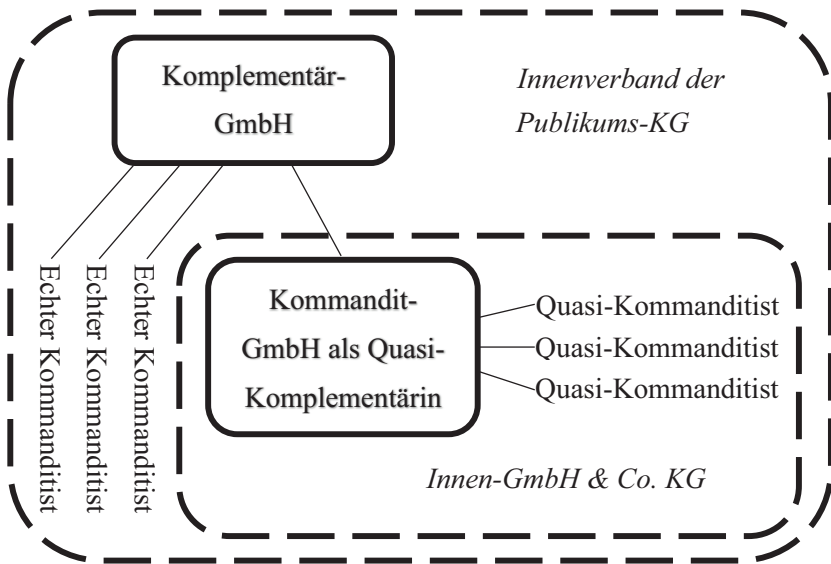 Komplementär-
GmbH
Innenverband der
Publikums-KG
Echter Kommanditist
Echter Kommanditist
Echter Kommanditist
Kommandit-
GmbH als Quasi-
Komplementärin
Quasi-Kommanditist
Quasi-Kommanditist
Quasi-Kommanditist
Innen-GmbH & Co. KG